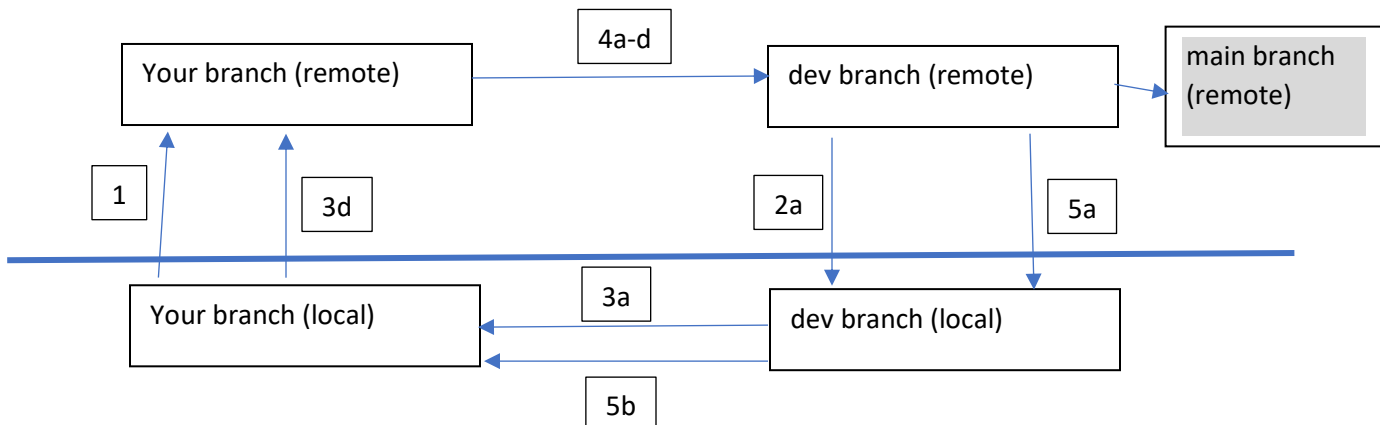 4a-d
Your branch (remote)
dev branch (remote)
main branch
(remote)
1
3d
2a
5a
3a
Your branch (local)
dev branch (local)
5b